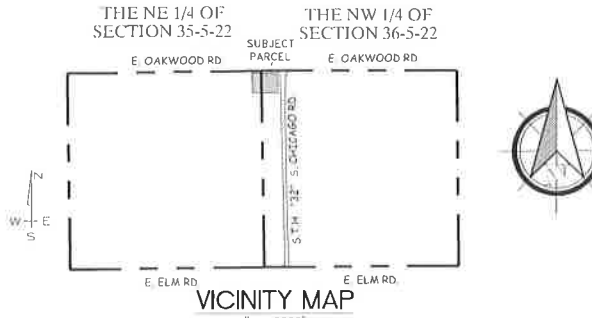 THE NE 1/4 OF
SECTION 35-5-22
THE NW 1/4 OF
SECTION 36-5-22
SUBJECT
PARCEL
E. OAKWOOD RD
E. OAKWOOD RD
S.T.H. "32" S. CHICAGO RD
N
W E
S
E. ELM RD.
E. ELM RD.
VICINITY MAP